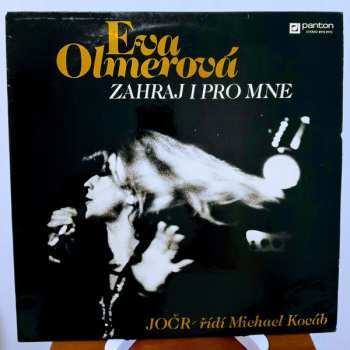 Eva
Olmerová
ZAHRAJ I PRO MNE
panton
JOČR - řídí Michael Kocáb